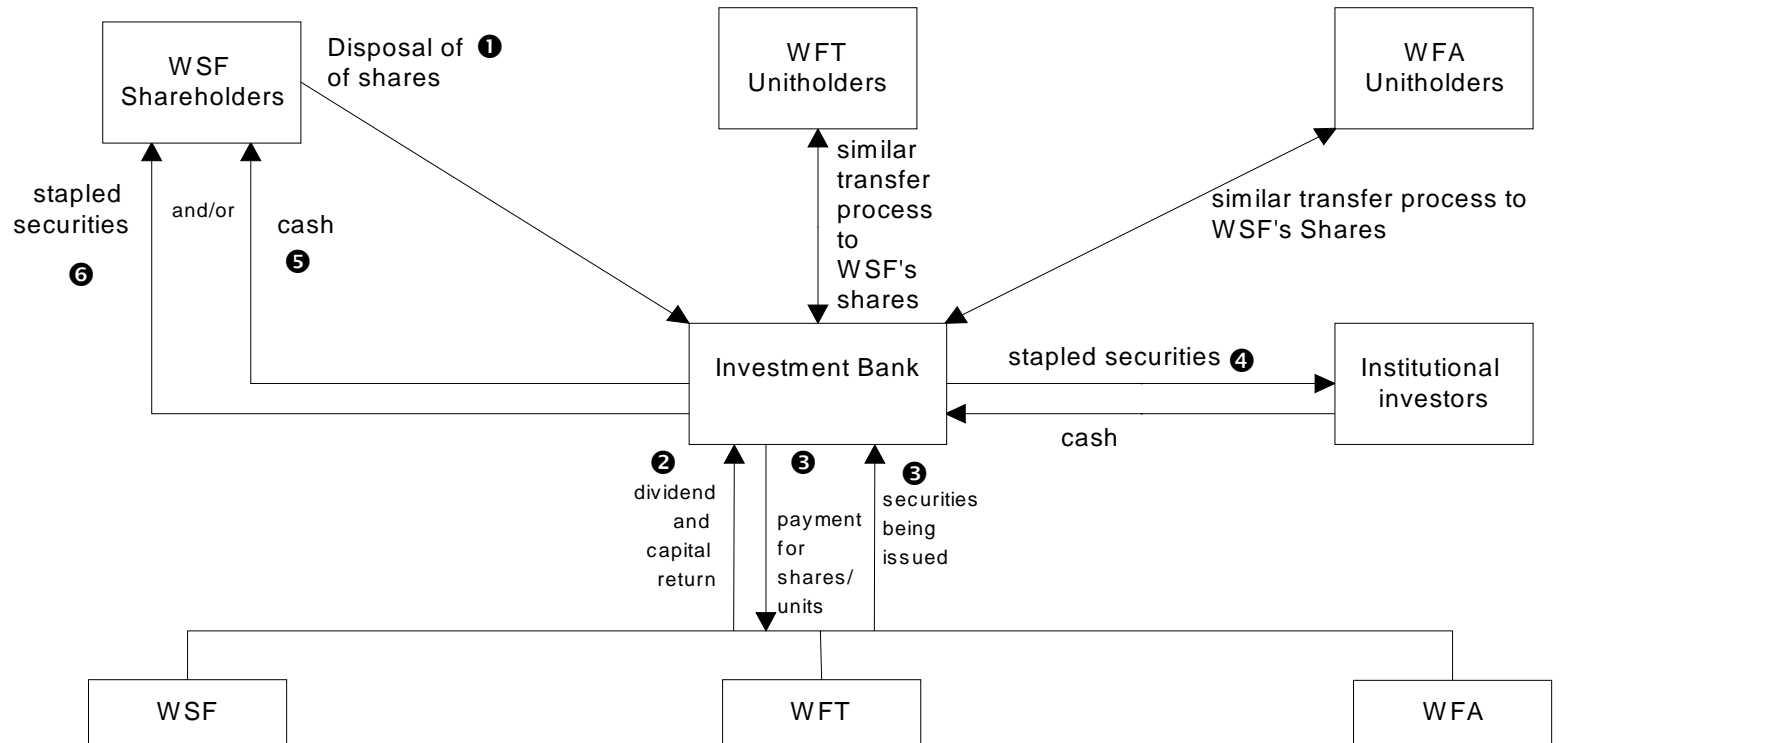 WSF
Shareholders
Disposal of ❶
of shares
WFT
Unitholders
WFA
Unitholders
stapled
securities
❻
and/or
cash
❺
similar
transfer
process
to
WSF's
shares
similar transfer process to
WSF's Shares
Investment Bank
stapled securities ❹
cash
Institutional
investors
❷
dividend
and
capital
return
❸
payment
for
shares/
units
❸
securities
being
issued
WSF
WFT
WFA